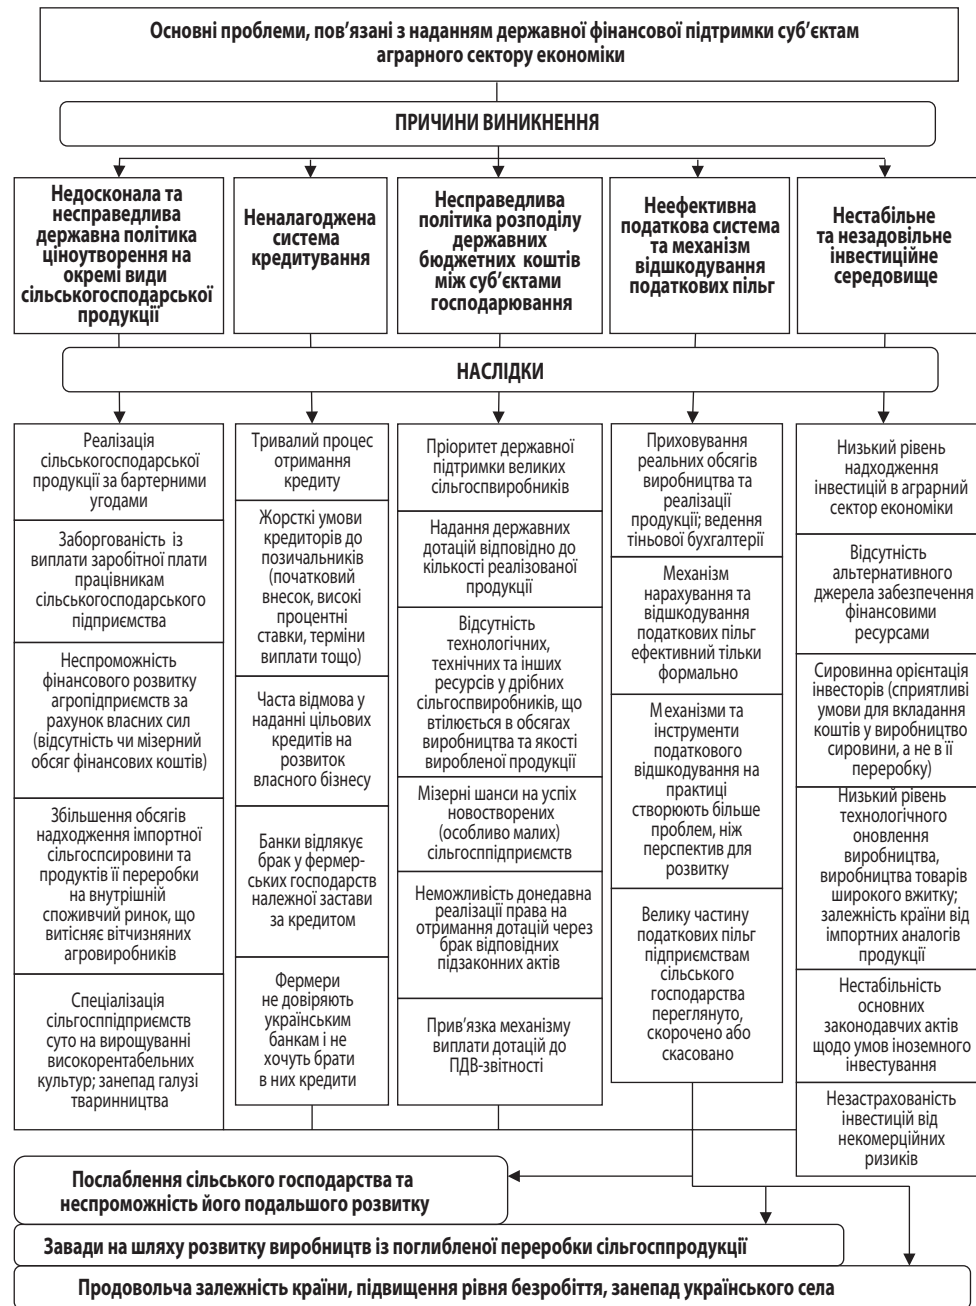 Основні проблеми, пов’язані з наданням державної фінансової підтримки суб’єктам
аграрного сектору економіки
ПРИЧИНИ ВИНИКНЕННЯ
Недосконала та
несправедлива
державна політика
ціноутворення на
окремі види
сільськогосподарської
продукції
Неналагоджена
система
кредитування
Несправедлива
політика розподілу
державних
бюджетних коштів
між суб’єктами
господарювання
Неефективна
податкова система
та механізм
відшкодування
податкових пільг
Нестабільне
та незадовільне
інвестиційне
середовище
НАСЛІДКИ
Реалізація
сільськогосподарської
продукції за бартерними
угодами
Заборгованість із
виплати заробітної плати
працівникам
сільськогосподарського
підприємства
Неспроможність
фінансового розвитку
агропідприємств за
рахунок власних сил
(відсутність чи мізерний
обсяг фінансових коштів)
Збільшення обсягів
надходження імпортної
сільгоспсировини та
продуктів її переробки
на внутрішній
споживчий ринок, що
витісняє вітчизняних
агровиробників
Спеціалізація
сільгосппідприємств
суто на вирощуванні
високорентабельних
культур; занепад галузі
тваринництва
Тривалий процес
отримання
кредиту
Жорсткі умови
кредиторів до
позичальників
(початковий
внесок, високі
процентні
ставки, терміни
виплати тощо)
Часта відмова у
наданні цільових
кредитів на
розвиток
власного бізнесу
Банки відлякує
брак у фермер-
ських господарств
належної застави
за кредитом
Фермери
не довіряють
українським
банкам і не
хочуть брати
в них кредити
Пріоритет державної
підтримки великих
сільгоспвиробників
Надання державних
дотацій відповідно до
кількості реалізованої
продукції
Відсутність
технологічних,
технічних та інших
ресурсів у дрібних
сільгоспвиробників, що
втілюється в обсягах
виробництва та якості
виробленої продукції
Мізерні шанси на успіх
новостворених
(особливо малих)
сільгосппідприємств
Неможливість донедавна
реалізації права на
отримання дотацій через
брак відповідних
підзаконних актів
Прив’язка механізму
виплати дотацій до
ПДВ-звітності
Приховування
реальних обсягів
виробництва та
реалізації
продукції; ведення
тіньової бухгалтерії
Механізм
нарахування та
відшкодування
податкових пільг
ефективний тільки
формально
Механізми та
інструменти
податкового
відшкодування на
практиці
створюють більше
проблем, ніж
перспектив для
розвитку
Велику частину
податкових пільг
підприємствам
сільського
господарства
переглянуто,
скорочено або
скасовано
Низький рівень
надходження
інвестицій в аграрний
сектор економіки
Відсутність
альтернативного
джерела забезпечення
фінансовими
ресурсами
Сировинна орієнтація
інвесторів (сприятливі
умови для вкладання
коштів у виробництво
сировини, а не в її
переробку)
Низький рівень
технологічного
оновлення
виробництва,
виробництва товарів
широкого вжитку;
залежність країни від
імпортних аналогів
продукції
Нестабільність
основних
законодавчих актів
щодо умов іноземного
інвестування
Незастрахованість
інвестицій від
некомерційних
ризиків
Послаблення сільського господарства та
неспроможність його подальшого розвитку
Завади на шляху розвитку виробництв із поглибленої переробки сільгосппродукції
Продовольча залежність країни, підвищення рівня безробіття, занепад українського села